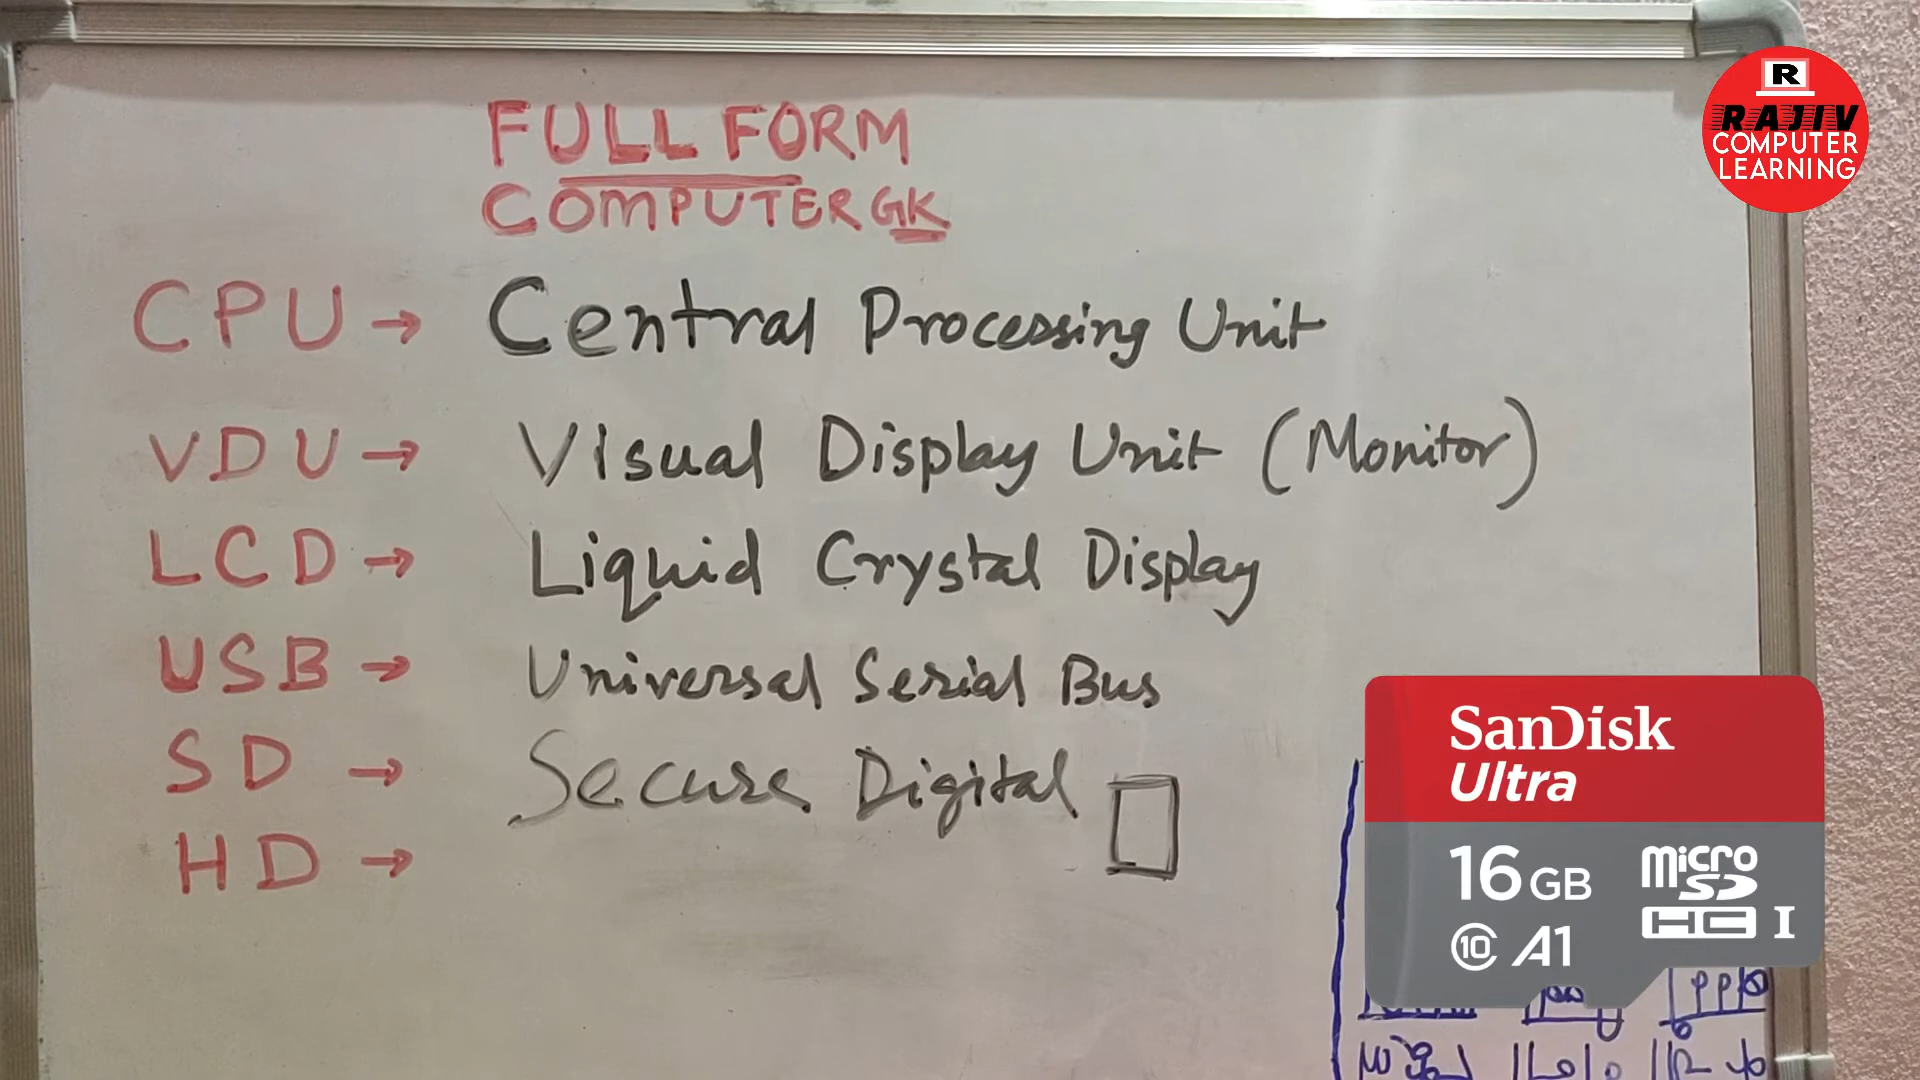 FULL FORM
COMPUTER GK
CPU → Central Processing Unit
VDU → Visual Display Unit (Monitor)
LCD → Liquid Crystal Display
USB → Universal Serial Bus
SD → Secure Digital
HD →
R
RAJIV
COMPUTER
LEARNING
SanDisk
Ultra
16 GB
micro
SD
HC I
10 A1